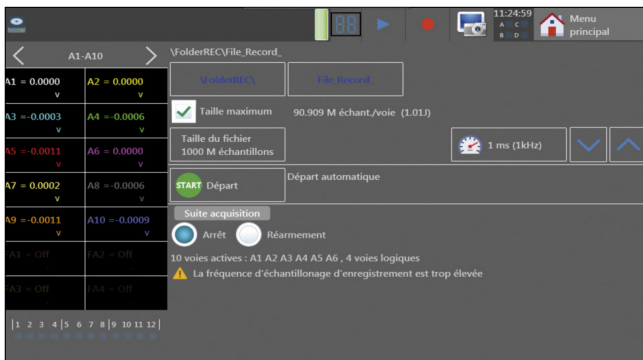 11:24:59
A C
B D
Menu
principal
A1-A10
\FolderREC\File_Record_
A1 = 0.0000
V
A2 = 0.0000
V
\FolderREC\
File_Record_
A3 =-0.0003
V
A4 =-0.0006
V
Taille maximum
90.909 M échant./voie (1.01J)
A5 =-0.0011
V
A6 = 0.0000
V
Taille du fichier
1000 M échantillons
1 ms (1kHz)
A7 = 0.0002
V
A8 =-0.0006
V
START Départ
Départ automatique
A9 =-0.0011
V
A10 =-0.0009
V
Suite acquisition
Arrêt
Réarmement
FA1 = Off
FA2 = Off
10 voies actives : A1 A2 A3 A4 A5 A6 , 4 voies logiques
La fréquence d'échantillonage d'enregistrement est trop élevée
FA3 = Off
FA4 = Off
1 2 3 4 5 6 7 8 9 10 11 12